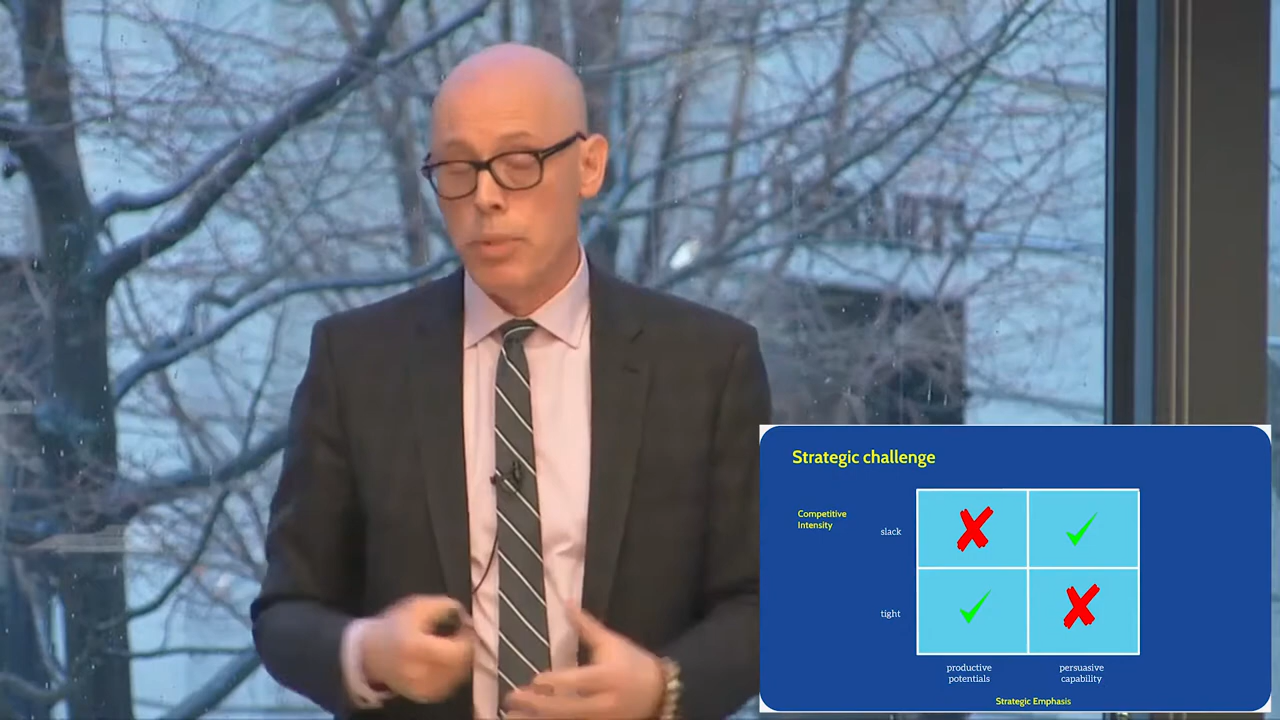 Strategic challenge
Competitive
Intensity
slack
tight
productive
potentials
persuasive
capability
Strategic Emphasis